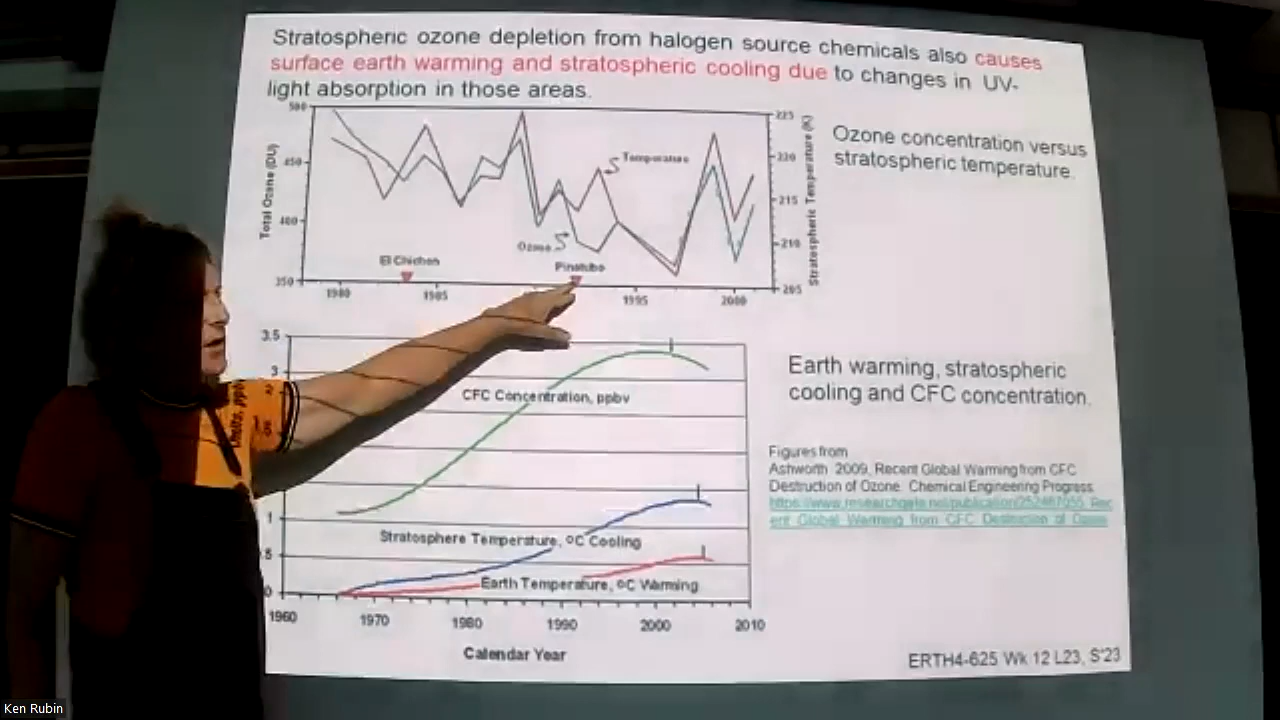 Stratospheric ozone depletion from halogen source chemicals also causes
surface earth warming and stratospheric cooling due to changes in UV-
light absorption in those areas.
Ozone concentration versus
stratospheric temperature.
500
450
400
350
Total Ozone (DU)
Temperature
Ozone
El Chichon
Pinatubo
1980
1985
1995
2000
225
220
215
210
205
Stratospheric Temperature (K)
Earth warming, stratospheric
cooling and CFC concentration.
3.5
3
2
1
.5
0
CFC Concentration, ppbv
Stratosphere Temperature, ºC Cooling
Earth Temperature, ºC Warming
1960
1970
1980
1990
2000
2010
Calendar Year
Figures from
Ashworth 2009, Recent Global Warming from CFC
Destruction of Ozone. Chemical Engineering Progress.
ent_Global_Warming_from_CFC_Destruction_of_Ozone
ERTH4-625 Wk 12 L23, S'23
Ken Rubin